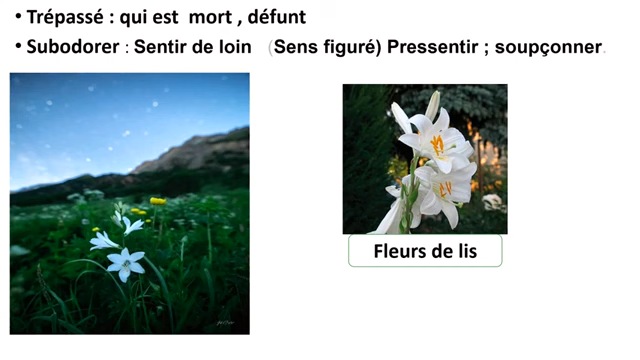 • Trépassé : qui est mort , défunt
• Subodorer : Sentir de loin (Sens figuré) Pressentir ; soupçonner.
Fleurs de lis